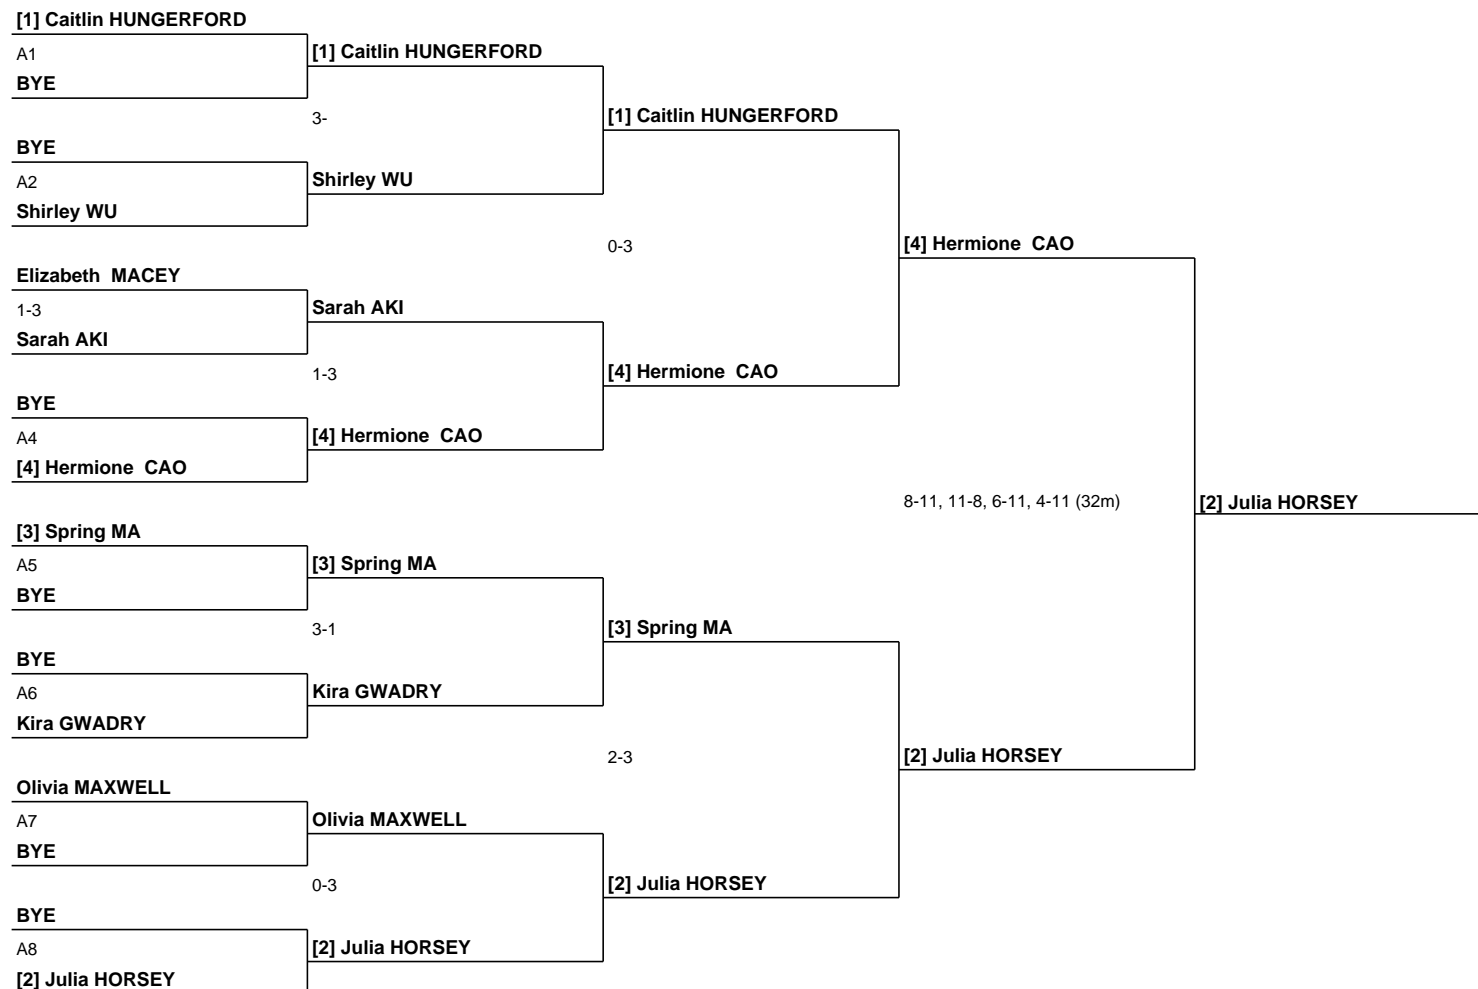 [1] Caitlin HUNGERFORD
A1
BYE
BYE
A2
Shirley WU
Elizabeth  MACEY
1-3
Sarah AKI
BYE
A4
[4] Hermione  CAO
[3] Spring MA
A5
BYE
BYE
A6
Kira GWADRY
Olivia MAXWELL
A7
BYE
BYE
A8
[2] Julia HORSEY
[1] Caitlin HUNGERFORD
3-
Shirley WU
Sarah AKI
1-3
[4] Hermione  CAO
[3] Spring MA
3-1
Kira GWADRY
Olivia MAXWELL
0-3
[2] Julia HORSEY
[1] Caitlin HUNGERFORD
0-3
[4] Hermione  CAO
[3] Spring MA
2-3
[2] Julia HORSEY
[4] Hermione  CAO
8-11, 11-8, 6-11, 4-11 (32m)
[2] Julia HORSEY
[2] Julia HORSEY